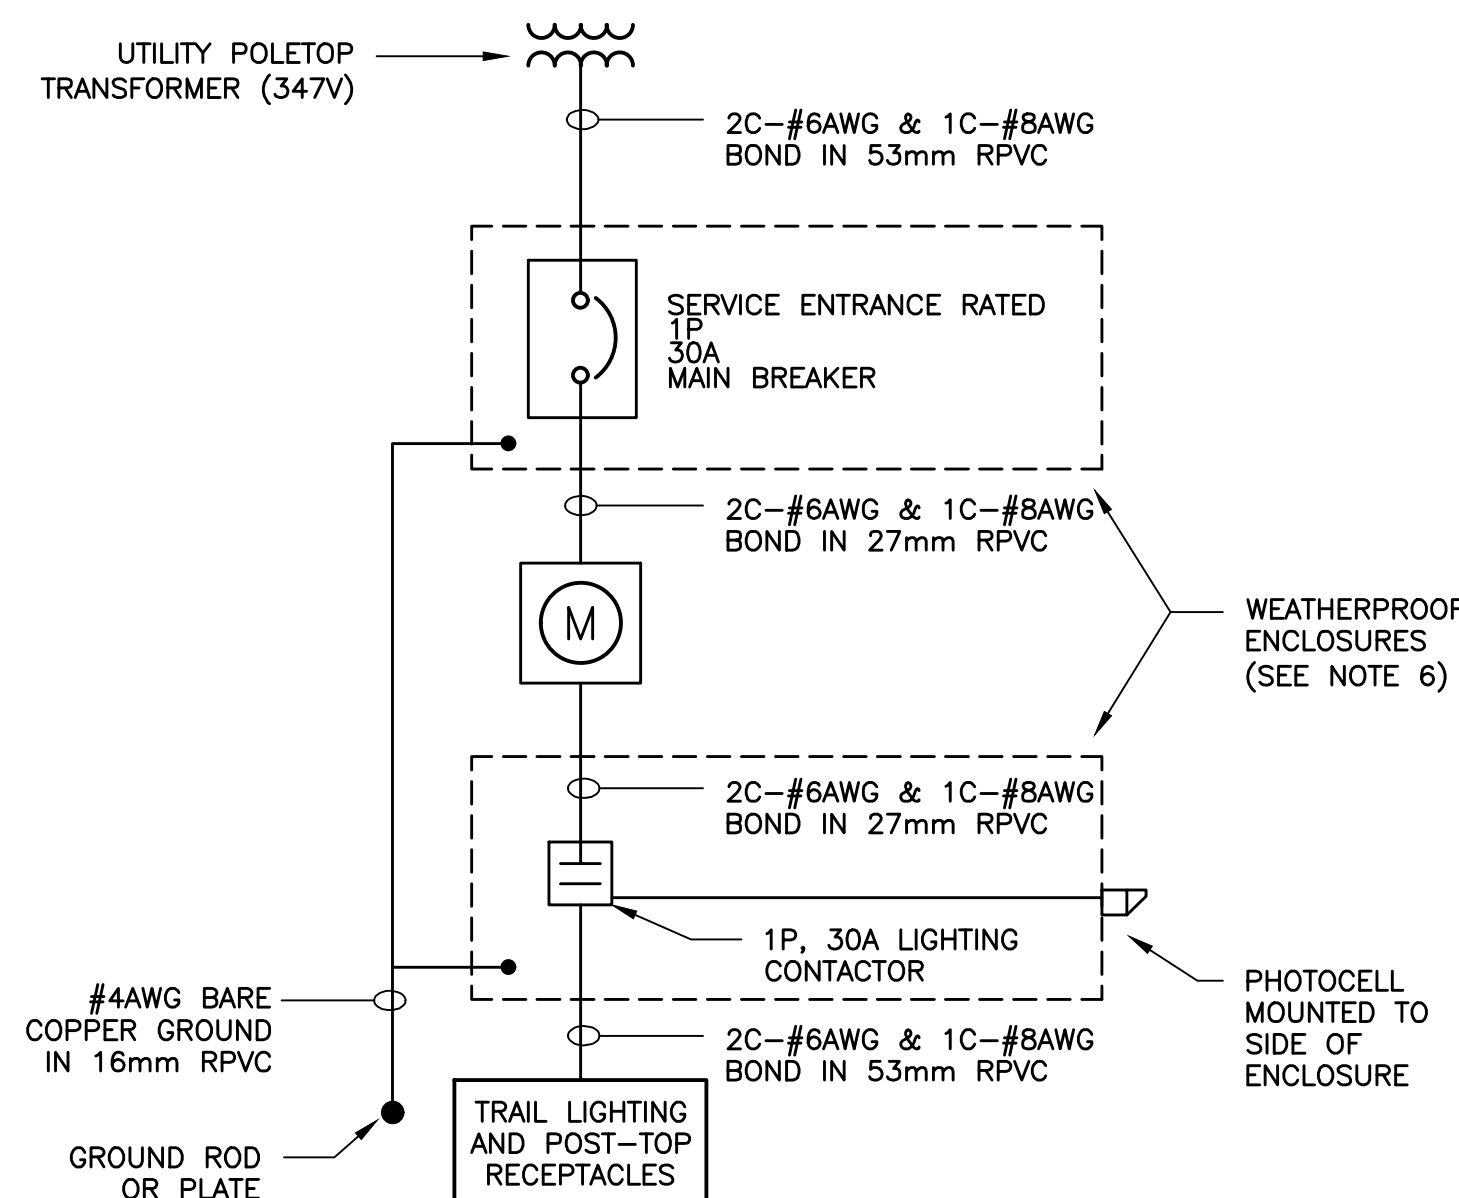 UTILITY POLETOP
TRANSFORMER (347V)
2C-#6AWG & 1C-#8AWG
BOND IN 53mm RPVC
SERVICE ENTRANCE RATED
1P
30A
MAIN BREAKER
2C-#6AWG & 1C-#8AWG
BOND IN 27mm RPVC
M
WEATHERPROOF
ENCLOSURES
(SEE NOTE 6)
2C-#6AWG & 1C-#8AWG
BOND IN 27mm RPVC
1P, 30A LIGHTING
CONTACTOR
PHOTOCELL
MOUNTED TO
SIDE OF
ENCLOSURE
#4AWG BARE
COPPER GROUND
IN 16mm RPVC
2C-#6AWG & 1C-#8AWG
BOND IN 53mm RPVC
TRAIL LIGHTING
AND POST-TOP
RECEPTACLES
GROUND ROD
OR PLATE